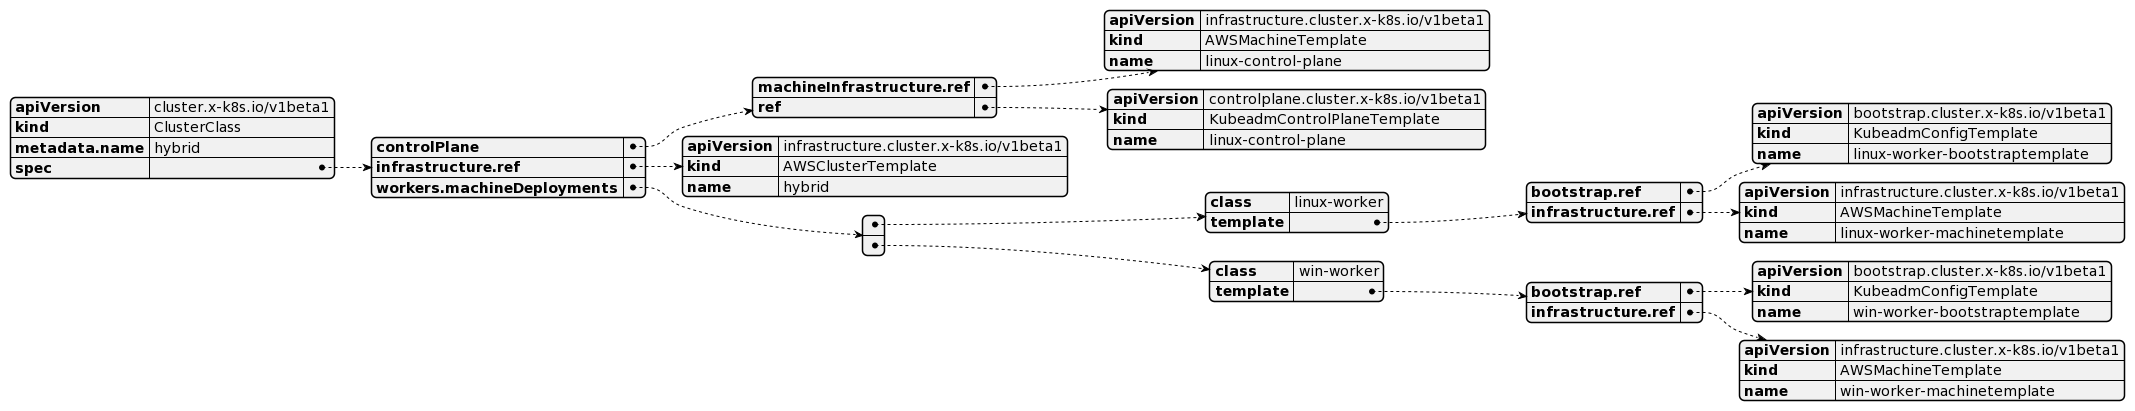 apiVersion cluster.x-k8s.io/v1beta1
kind ClusterClass
metadata.name hybrid
spec
controlPlane
infrastructure.ref
workers.machineDeployments
machineInfrastructure.ref
ref
apiVersion infrastructure.cluster.x-k8s.io/v1beta1
kind AWSMachineTemplate
name linux-control-plane
apiVersion controlplane.cluster.x-k8s.io/v1beta1
kind KubeadmControlPlaneTemplate
name linux-control-plane
apiVersion infrastructure.cluster.x-k8s.io/v1beta1
kind AWSClusterTemplate
name hybrid
class linux-worker
template
bootstrap.ref
infrastructure.ref
apiVersion bootstrap.cluster.x-k8s.io/v1beta1
kind KubeadmConfigTemplate
name linux-worker-bootstraptemplate
apiVersion infrastructure.cluster.x-k8s.io/v1beta1
kind AWSMachineTemplate
name linux-worker-machinetemplate
class win-worker
template
bootstrap.ref
infrastructure.ref
apiVersion bootstrap.cluster.x-k8s.io/v1beta1
kind KubeadmConfigTemplate
name win-worker-bootstraptemplate
apiVersion infrastructure.cluster.x-k8s.io/v1beta1
kind AWSMachineTemplate
name win-worker-machinetemplate